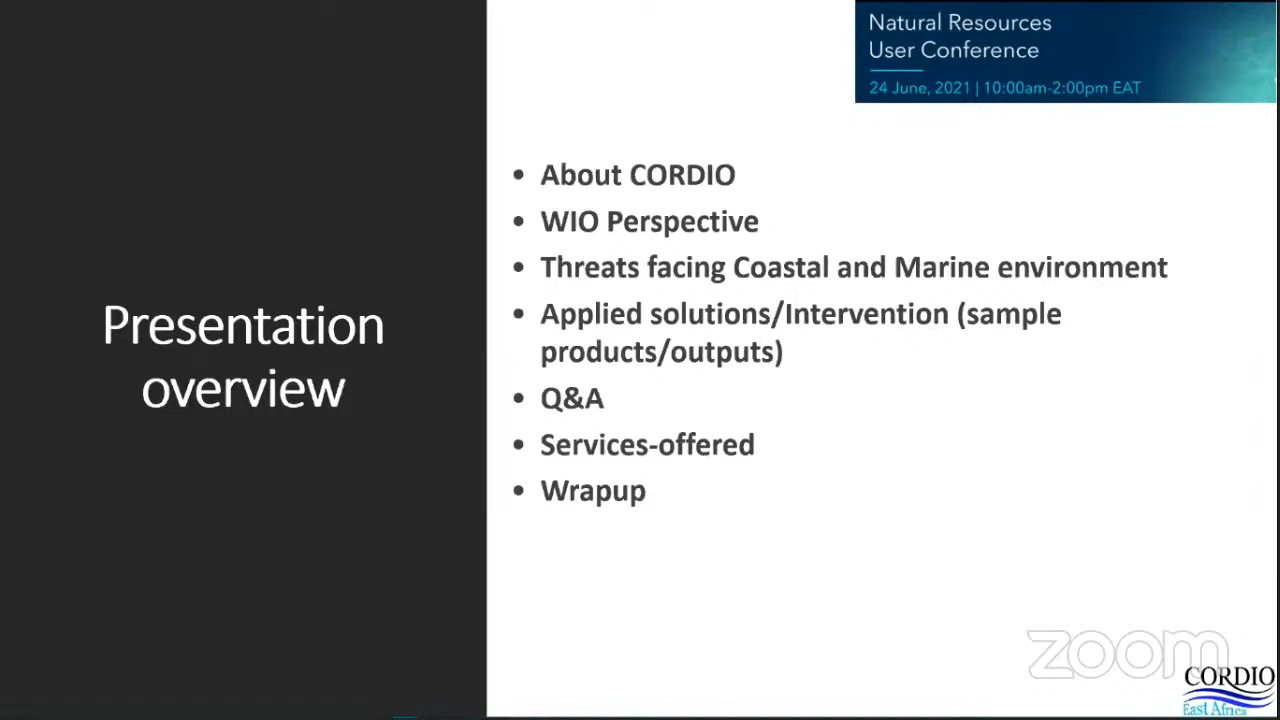 Natural Resources
User Conference
24 June, 2021 | 10:00am-2:00pm EAT
Presentation
overview
• About CORDIO
• WIO Perspective
• Threats facing Coastal and Marine environment
• Applied solutions/Intervention (sample
products/outputs)
• Q&A
• Services-offered
• Wrapup
zoom
CORDIO
East Africa